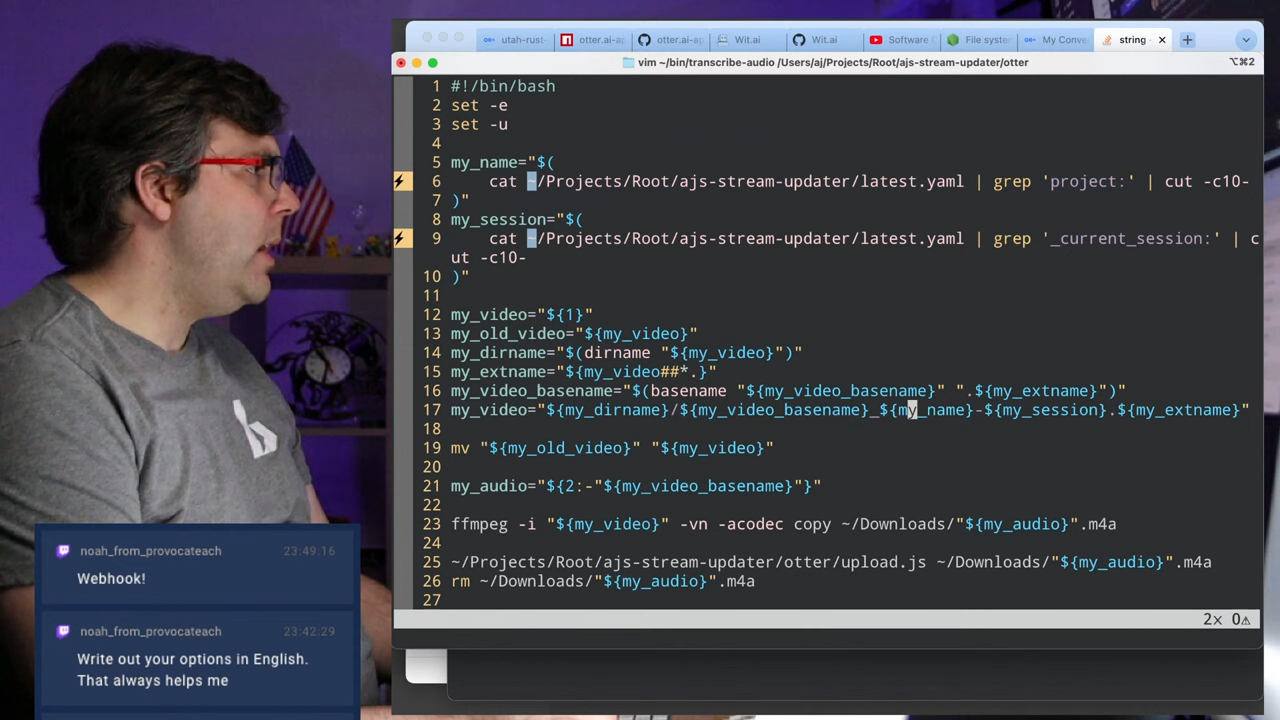 utah-rust-
otter.ai-ap
otter.ai-ap
Wit.ai
Wit.ai
Software
File syster
My Conve
string -
vim ~/bin/transcribe-audio /Users/aj/Projects/Root/ajs-stream-updater/otter
⌥⌘2
1 #!/bin/bash
2 set -e
3 set -u
4
5 my_name="$(
6 cat ~/Projects/Root/ajs-stream-updater/latest.yaml | grep 'project:' | cut -c10-
7 )"
8 my_session="$(
9 cat ~/Projects/Root/ajs-stream-updater/latest.yaml | grep '_current_session:' | c
ut -c10-
10 )"
11
12 my_video="${1}"
13 my_old_video="${my_video}"
14 my_dirname="$(dirname "${my_video}")"
15 my_extname="${my_video##*.}"
16 my_video_basename="$(basename "${my_video_basename}" ".${my_extname}")"
17 my_video="${my_dirname}/${my_video_basename}_${my_name}-${my_session}.${my_extname}"
18
19 mv "${my_old_video}" "${my_video}"
20
21 my_audio="${2:-"${my_video_basename}"}"
22
23 ffmpeg -i "${my_video}" -vn -acodec copy ~/Downloads/"${my_audio}".m4a
24
25 ~/Projects/Root/ajs-stream-updater/otter/upload.js ~/Downloads/"${my_audio}".m4a
26 rm ~/Downloads/"${my_audio}".m4a
27
2× 0⚠
noah_from_provocateach 23:49:16
Webhook!
noah_from_provocateach 23:42:29
Write out your options in English.
That always helps me